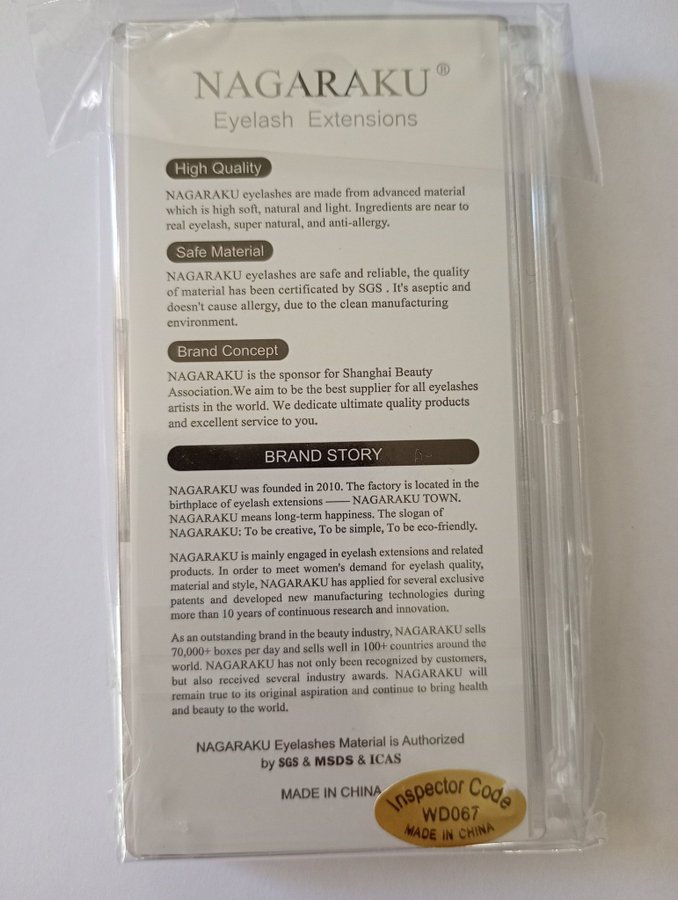 NAGARAKU®
Eyelash Extensions
High Quality
NAGARAKU eyelashes are made from advanced material
which is high soft, natural and light. Ingredients are near to
real eyelash, super natural, and anti-allergy.
Safe Material
NAGARAKU eyelashes are safe and reliable, the quality
of material has been certificated by SGS . It's aseptic and
doesn't cause allergy, due to the clean manufacturing
environment.
Brand Concept
NAGARAKU is the sponsor for Shanghai Beauty
Association.We aim to be the best supplier for all eyelashes
artists in the world. We dedicate ultimate quality products
and excellent service to you.
BRAND STORY
NAGARAKU was founded in 2010. The factory is located in the
birthplace of eyelash extensions —— NAGARAKU TOWN.
NAGARAKU means long-term happiness. The slogan of
NAGARAKU: To be creative, To be simple, To be eco-friendly.
NAGARAKU is mainly engaged in eyelash extensions and related
products. In order to meet women's demand for eyelash quality,
material and style, NAGARAKU has applied for several exclusive
patents and developed new manufacturing technologies during
more than 10 years of continuous research and innovation.
As an outstanding brand in the beauty industry, NAGARAKU sells
70,000+ boxes per day and sells well in 100+ countries around the
world. NAGARAKU has not only been recognized by customers,
but also received several industry awards. NAGARAKU will
remain true to its original aspiration and continue to bring health
and beauty to the world.
NAGARAKU Eyelashes Material is Authorized
by SGS & MSDS & ICAS
MADE IN CHINA
Inspector Code
WD067
MADE IN CHINA